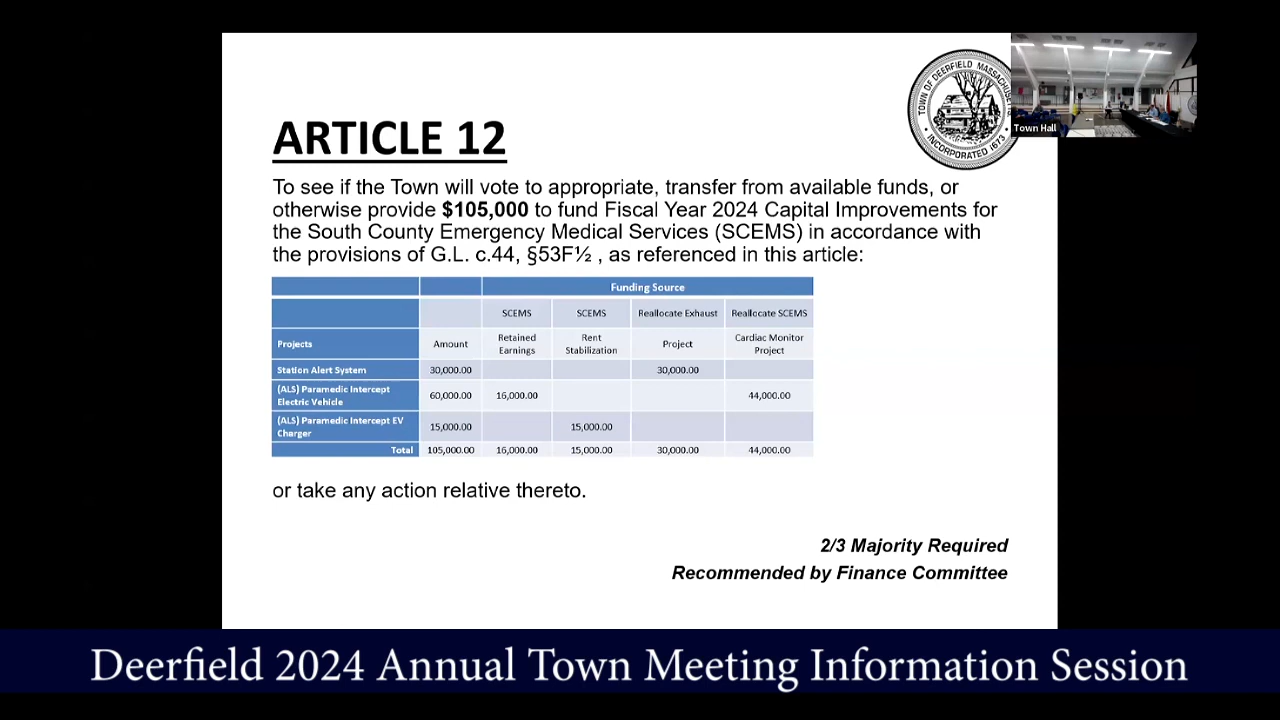 TOWN OF DEERFIELD MASSACHUSETTS
INCORPORATED 1673
Town Hall
ARTICLE 12
To see if the Town will vote to appropriate, transfer from available funds, or
otherwise provide $105,000 to fund Fiscal Year 2024 Capital Improvements for
the South County Emergency Medical Services (SCEMS) in accordance with
the provisions of G.L. c.44, §53F½ , as referenced in this article:
Funding Source
SCEMS SCEMS Reallocate Exhaust Reallocate SCEMS
Projects Amount Retained Earnings Rent Stabilization Project Cardiac Monitor Project
Station Alert System 30,000.00 30,000.00
(ALS) Paramedic Intercept
Electric Vehicle 60,000.00 16,000.00 44,000.00
(ALS) Paramedic Intercept EV
Charger 15,000.00 15,000.00
Total 105,000.00 16,000.00 15,000.00 30,000.00 44,000.00
or take any action relative thereto.
2/3 Majority Required
Recommended by Finance Committee
Deerfield 2024 Annual Town Meeting Information Session